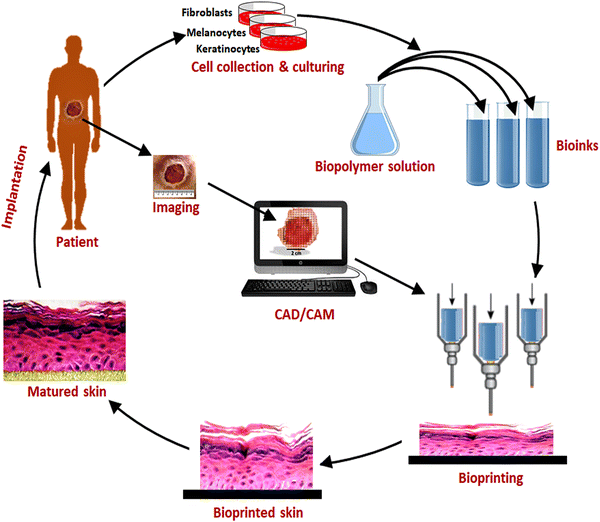 Fibroblasts
Melanocytes
Keratinocytes
Cell collection & culturing
Biopolymer solution
Bioinks
Implantation
Patient
Imaging
2 cm
CAD/CAM
Matured skin
Bioprinted skin
Bioprinting